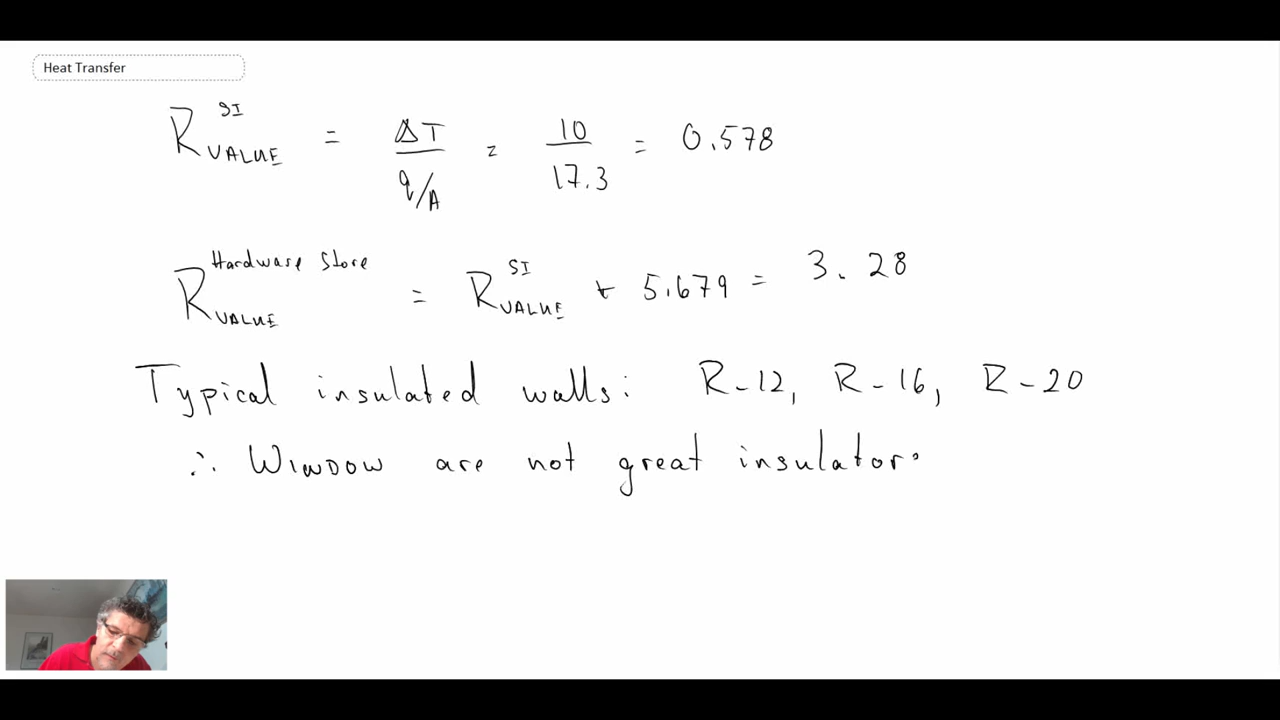 Heat Transfer
R VALUE SI = ΔT / q/A = 10 / 17.3 = 0.578
R VALUE Hardware Store = R VALUE SI * 5.679 = 3.28
Typical insulated walls: R-12, R-16, R-20
∴ WINDOW are not great insulators